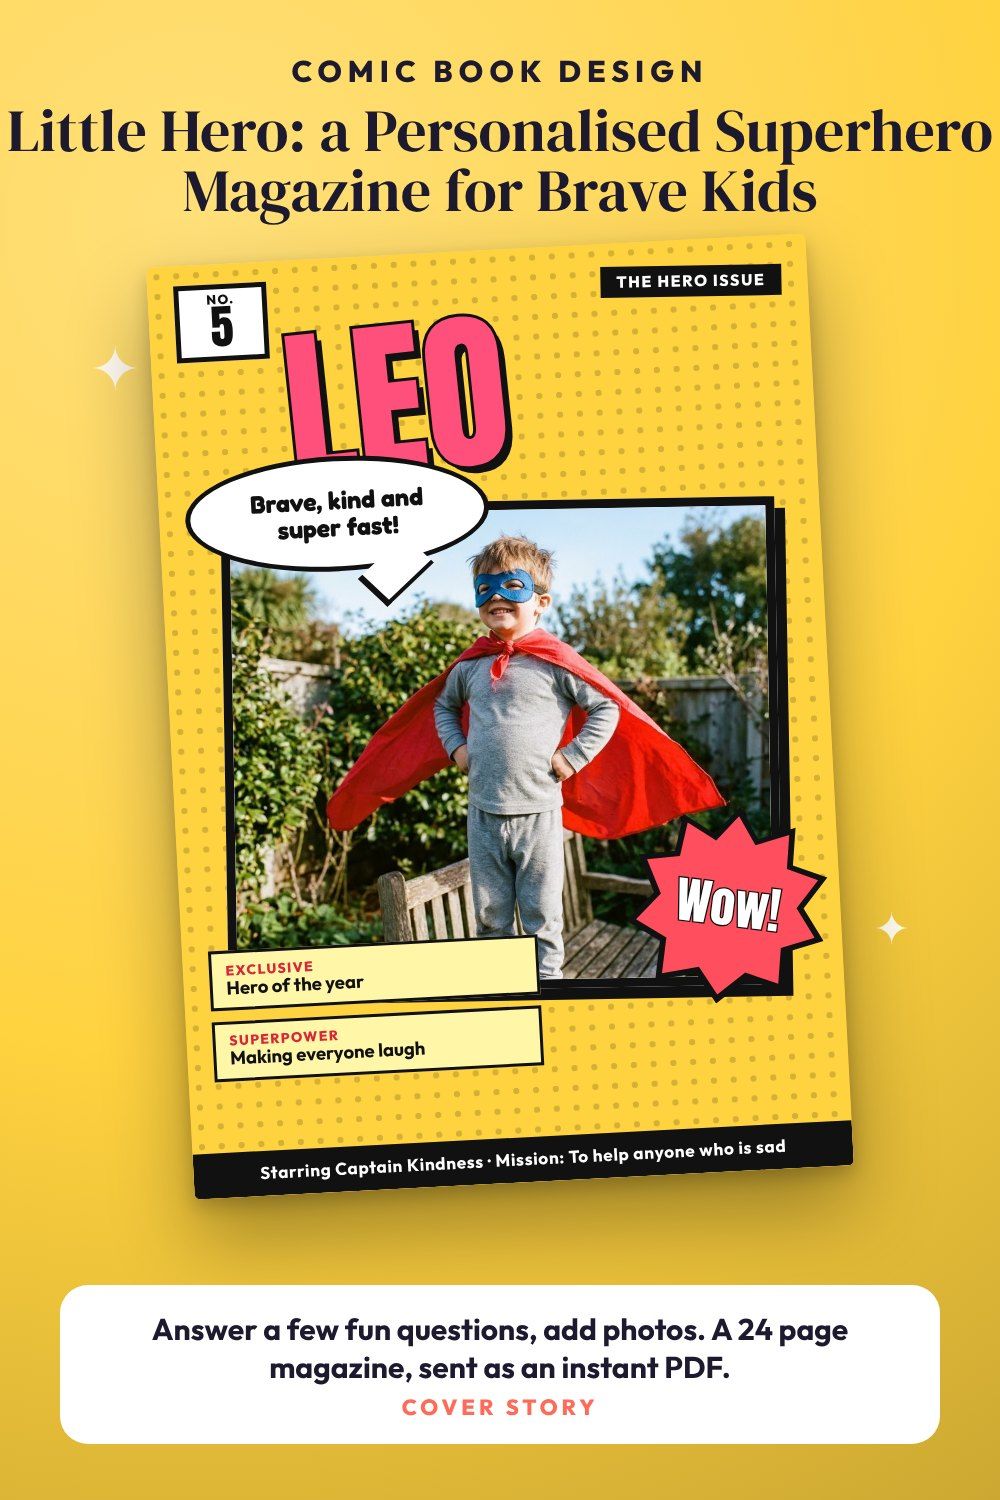 COMIC BOOK DESIGN
Little Hero: a Personalised Superhero
Magazine for Brave Kids
NO.
5
THE HERO ISSUE
LEO
Brave, kind and
super fast!
Wow!
EXCLUSIVE
Hero of the year
SUPERPOWER
Making everyone laugh
Starring Captain Kindness · Mission: To help anyone who is sad
Answer a few fun questions, add photos. A 24 page
magazine, sent as an instant PDF.
COVER STORY